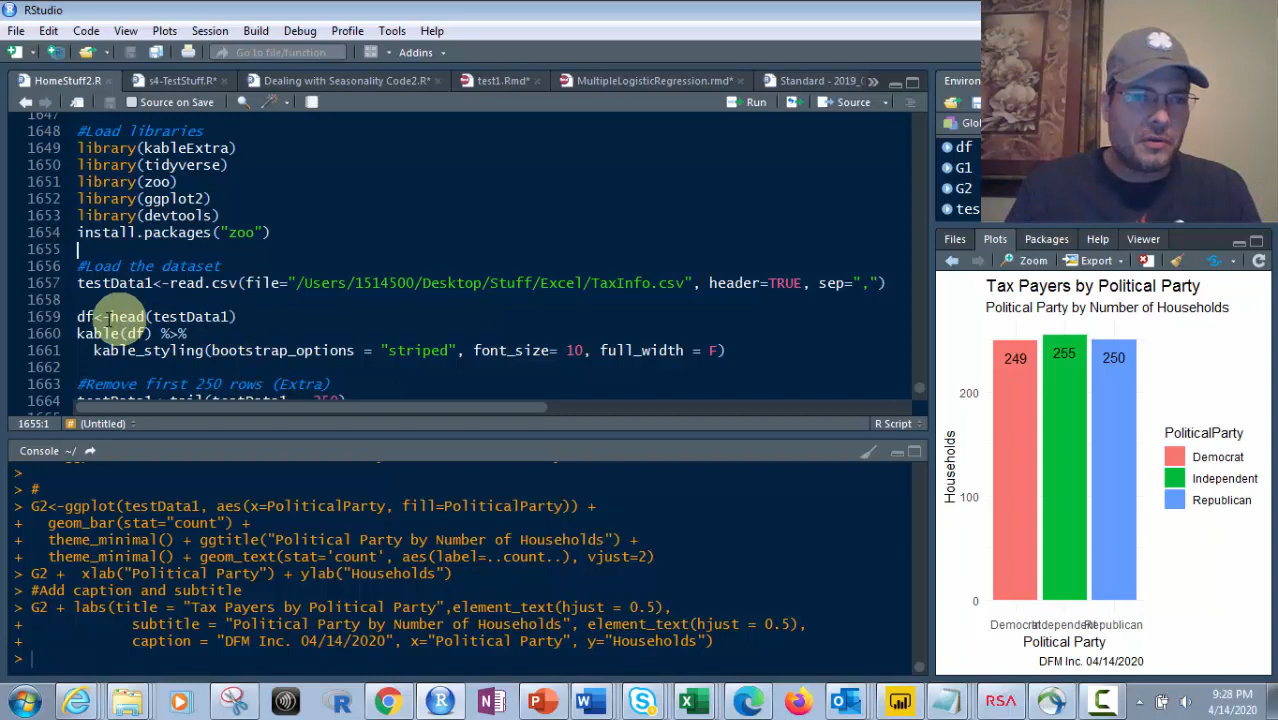 RStudio
File Edit Code View Plots Session Build Debug Profile Tools Help
Go to file/function Addins
HomeStuff2.R s4-TestStuff.R* Dealing with Seasonality Code2.R* test1.Rmd* MultipleLogisticRegression.rmd* Standard - 2019_0 Environ
Source on Save Run Source
1647
1648 #Load libraries
1649 library(kableExtra)
1650 library(tidyverse)
1651 library(zoo)
1652 library(ggplot2)
1653 library(devtools)
1654 install.packages("zoo")
1655
1656 #Load the dataset
1657 testData1<-read.csv(file="/Users/1514500/Desktop/Stuff/Excel/TaxInfo.csv", header=TRUE, sep=",")
1658
1659 df<-head(testData1)
1660 kable(df) %>%
1661 kable_styling(bootstrap_options = "striped", font_size= 10, full_width = F)
1662
1663 #Remove first 250 rows (Extra)
1664
1655:1 (Untitled) R Script
Console ~/
>
> #
> G2<-ggplot(testData1, aes(x=PoliticalParty, fill=PoliticalParty)) +
+ geom_bar(stat="count") +
+ theme_minimal() + ggtitle("Political Party by Number of Households") +
+ theme_minimal() + geom_text(stat='count', aes(label=..count..), vjust=2)
> G2 + xlab("Political Party") + ylab("Households")
> #Add caption and subtitle
> G2 + labs(title = "Tax Payers by Political Party",element_text(hjust = 0.5),
+ subtitle = "Political Party by Number of Households", element_text(hjust = 0.5),
+ caption = "DFM Inc. 04/14/2020", x="Political Party", y="Households")
>
Glo
df
G1
G2
tes
Files Plots Packages Help Viewer
Zoom Export
Tax Payers by Political Party
Political Party by Number of Households
249 255 250
200
100
0
Households
PoliticalParty
Democrat
Independent
Republican
Democrat Independent Republican
Political Party
DFM Inc. 04/14/2020
RSA
9:28 PM
4/14/2020